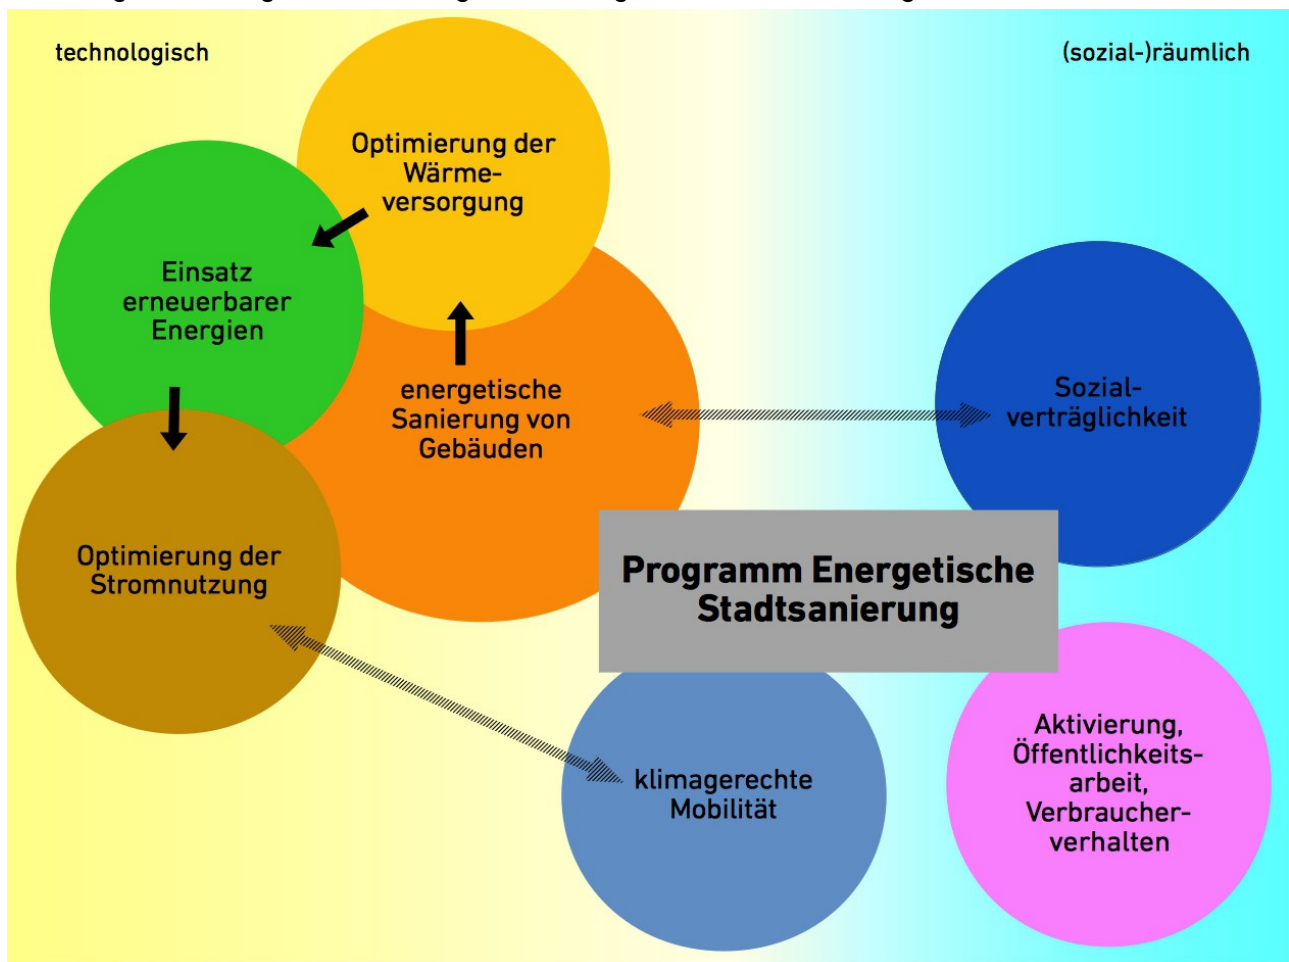 technologisch
(sozial-)räumlich
Optimierung der
Wärme-
versorgung
Einsatz
erneuerbarer
Energien
energetische
Sanierung von
Gebäuden
Sozial-
verträglichkeit
Optimierung der
Stromnutzung
Programm Energetische
Stadtsanierung
klimagerechte
Mobilität
Aktivierung,
Öffentlichkeits-
arbeit,
Verbraucher-
verhalten